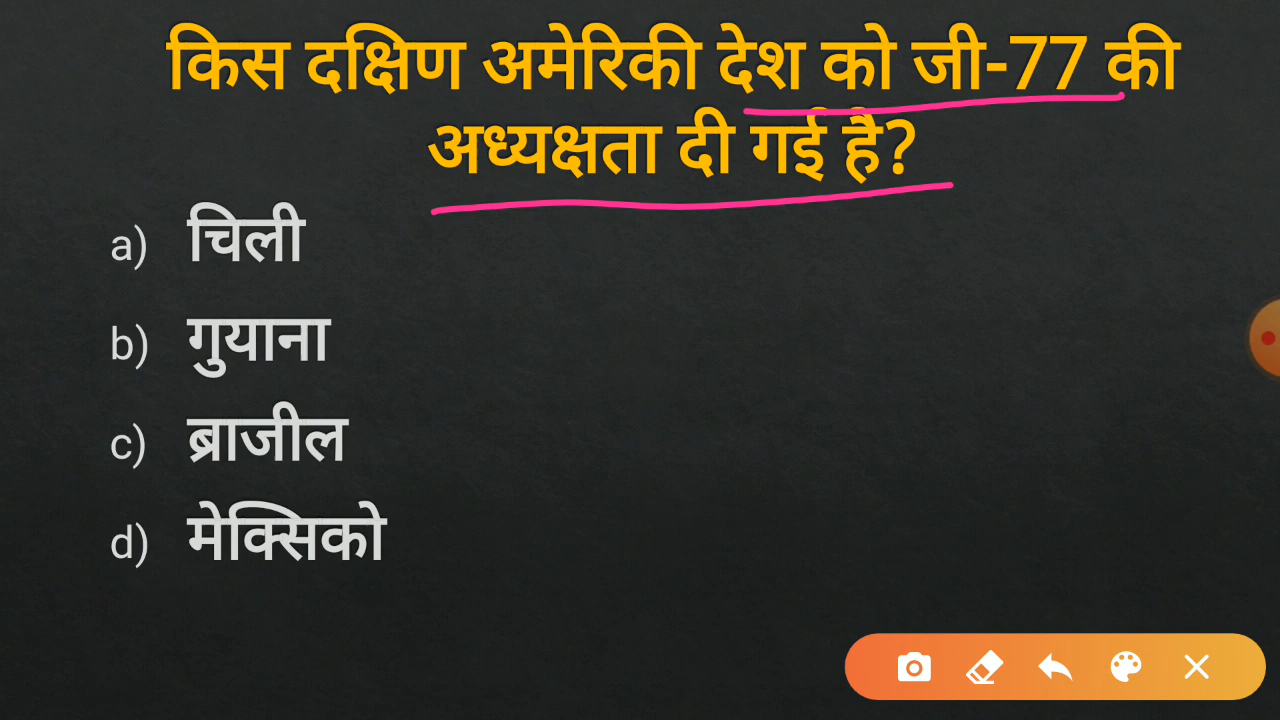 किस दक्षिण अमेरिकी देश को जी-77 की
अध्यक्षता दी गई है?
a) चिली
b) गुयाना
c) ब्राजील
d) मेक्सिको